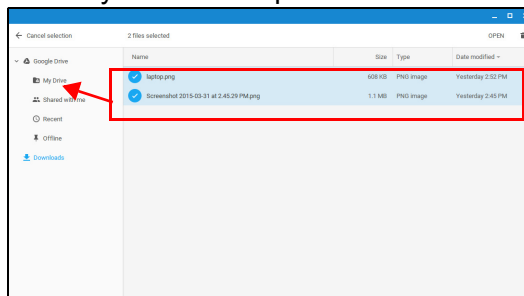 Cancel selection 2 files selected OPEN
Google Drive Name Size Type Date modified
My Drive laptop.png 608 KB PNG image Yesterday 2:52 PM
Shared with me Screenshot 2015-03-31 at 2.45.29 PM.png 1.1 MB PNG image Yesterday 2:45 PM
Recent
Offline
Downloads